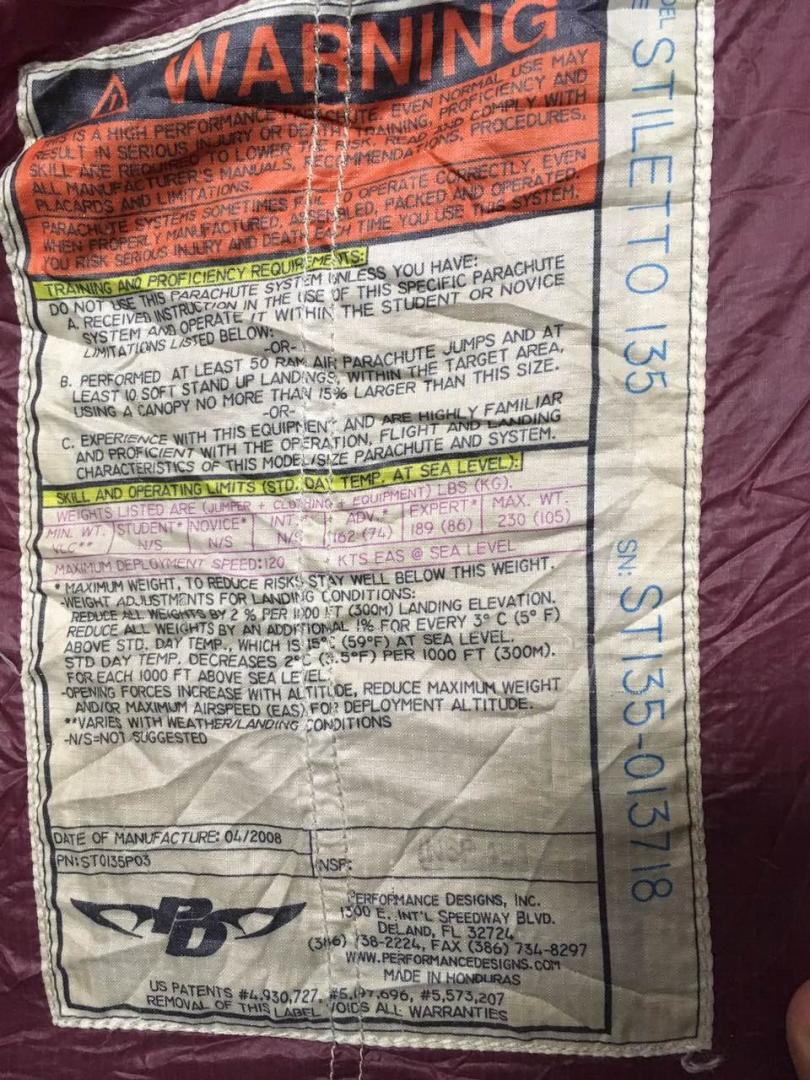 WARNING
THIS IS A HIGH PERFORMANCE PARACHUTE. EVEN NORMAL USE MAY
RESULT IN SERIOUS INJURY OR DEATH. TRAINING, PROFICIENCY AND
SKILL ARE REQUIRED TO LOWER THE RISK. READ AND COMPLY WITH
ALL MANUFACTURER'S MANUALS, RECOMMENDATIONS, PROCEDURES,
PLACARDS AND LIMITATIONS.
PARACHUTE SYSTEMS SOMETIMES FAIL TO OPERATE CORRECTLY, EVEN
WHEN PROPERLY MANUFACTURED, ASSEMBLED, PACKED AND OPERATED.
YOU RISK SERIOUS INJURY AND DEATH EACH TIME YOU USE THIS SYSTEM.
TRAINING AND PROFICIENCY REQUIREMENTS:
DO NOT USE THIS PARACHUTE SYSTEM UNLESS YOU HAVE:
A. RECEIVED INSTRUCTION IN THE USE OF THIS SPECIFIC PARACHUTE
SYSTEM AND OPERATE IT WITHIN THE STUDENT OR NOVICE
LIMITATIONS LISTED BELOW:
-OR-
B. PERFORMED AT LEAST 50 RAM AIR PARACHUTE JUMPS AND AT
LEAST 10 SOFT STAND UP LANDINGS, WITHIN THE TARGET AREA,
USING A CANOPY NO MORE THAN 15% LARGER THAN THIS SIZE.
-OR-
C. EXPERIENCE WITH THIS EQUIPMENT AND ARE HIGHLY FAMILIAR
AND PROFICIENT WITH THE OPERATION, FLIGHT AND LANDING
CHARACTERISTICS OF THIS MODEL/SIZE PARACHUTE AND SYSTEM.
SKILL AND OPERATING LIMITS (STD. DAY TEMP. AT SEA LEVEL):
WEIGHTS LISTED ARE (JUMPER + CLOTHING + EQUIPMENT) LBS (KG).
MIN. WT. STUDENT* NOVICE* INT.* ADV.* EXPERT* MAX. WT.
VLC** N/S N/S N/S 162 (74) 189 (86) 230 (105)
MAXIMUM DEPLOYMENT SPEED: 120 KTS EAS @ SEA LEVEL
* MAXIMUM WEIGHT, TO REDUCE RISKS STAY WELL BELOW THIS WEIGHT.
-WEIGHT ADJUSTMENTS FOR LANDING CONDITIONS:
REDUCE ALL WEIGHTS BY 2 % PER 1000 FT (300M) LANDING ELEVATION.
REDUCE ALL WEIGHTS BY AN ADDITIONAL 1% FOR EVERY 3° C (5° F)
ABOVE STD. DAY TEMP., WHICH IS 15°C (59°F) AT SEA LEVEL.
STD DAY TEMP. DECREASES 2°C (3.5°F) PER 1000 FT (300M).
FOR EACH 1000 FT ABOVE SEA LEVEL.
-OPENING FORCES INCREASE WITH ALTITUDE, REDUCE MAXIMUM WEIGHT
AND/OR MAXIMUM AIRSPEED (EAS) FOR DEPLOYMENT ALTITUDE.
**VARIES WITH WEATHER/LANDING CONDITIONS
-N/S=NOT SUGGESTED
DATE OF MANUFACTURE: 04/2008
PN: ST0135P03
INSP:
PD
PERFORMANCE DESIGNS, INC.
1300 E. INT'L SPEEDWAY BLVD.
DELAND, FL 32724
(386) 738-2224, FAX (386) 734-8297
WWW.PERFORMANCEDESIGNS.COM
MADE IN HONDURAS
US PATENTS #4,930,727, #5,197,696, #5,573,207
REMOVAL OF THIS LABEL VOIDS ALL WARRANTIES
STILETTO 135
SN: ST135-013718